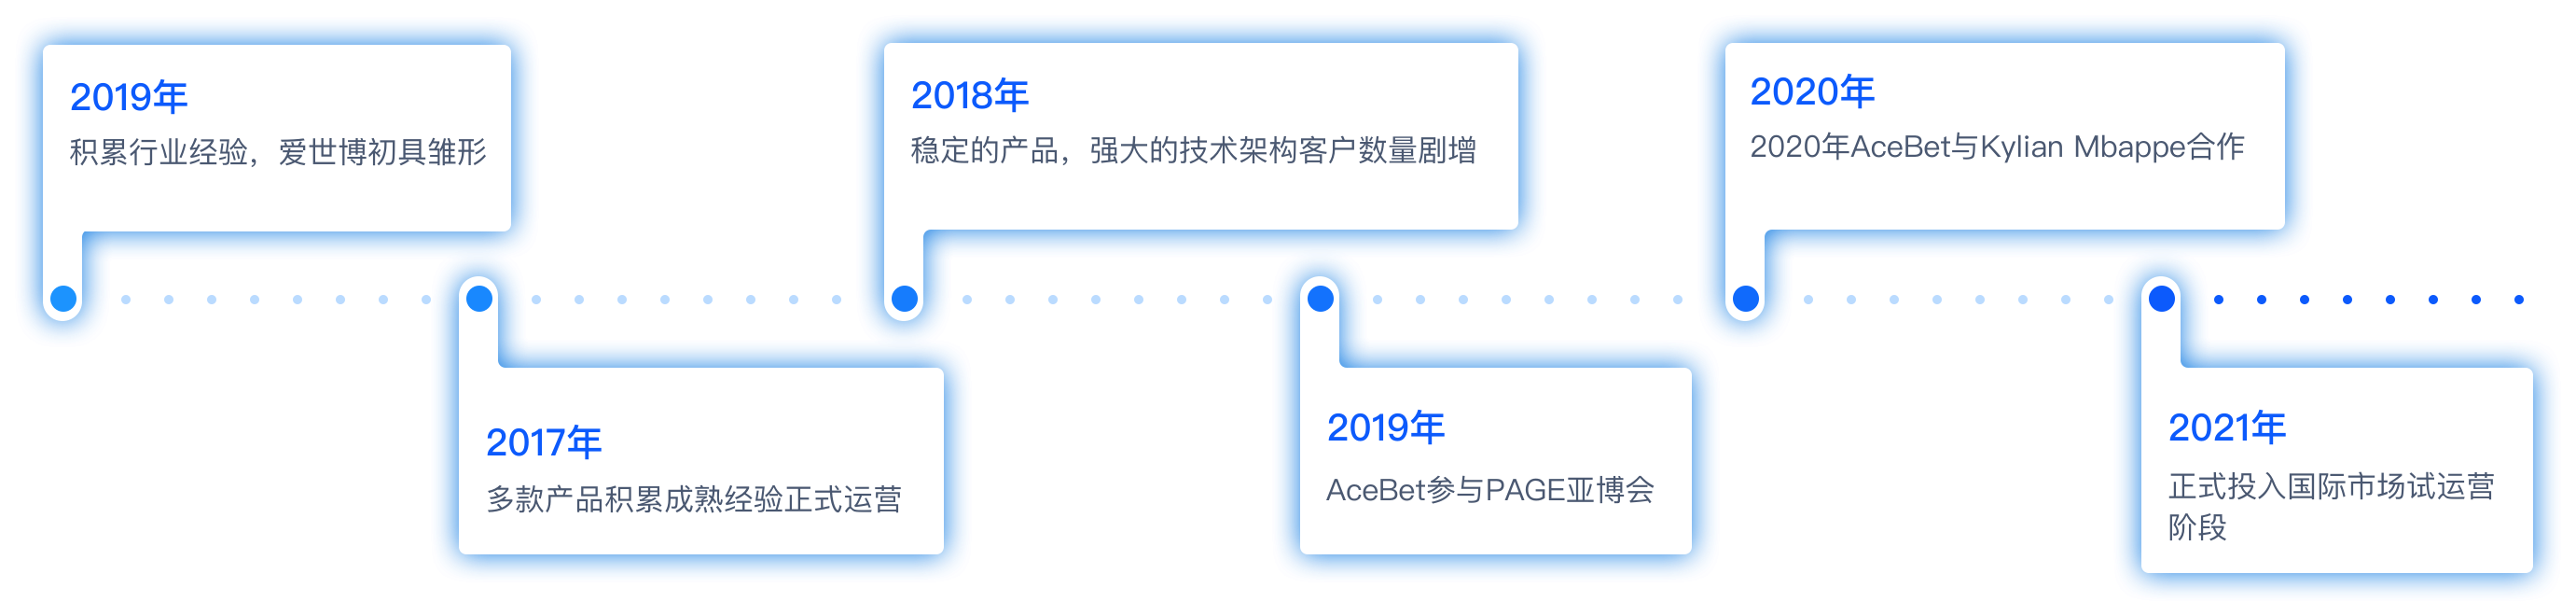 2019年
积累行业经验，爱世博初具雏形
2017年
多款产品积累成熟经验正式运营
2018年
稳定的产品，强大的技术架构客户数量剧增
2019年
AceBet参与PAGE亚博会
2020年
2020年AceBet与Kylian Mbappe合作
2021年
正式投入国际市场试运营
阶段